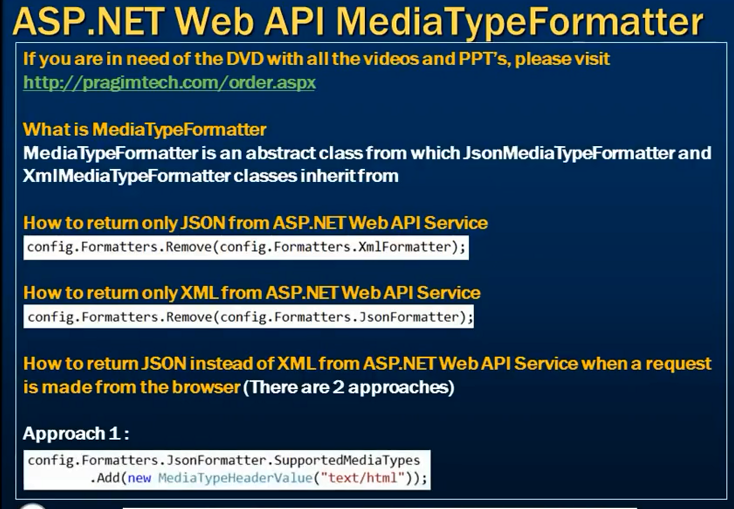 ASP.NET Web API MediaTypeFormatter
If you are in need of the DVD with all the videos and PPT's, please visit
http://pragimtech.com/order.aspx
What is MediaTypeFormatter
MediaTypeFormatter is an abstract class from which JsonMediaTypeFormatter and
XmlMediaTypeFormatter classes inherit from
How to return only JSON from ASP.NET Web API Service
config.Formatters.Remove(config.Formatters.XmlFormatter);
How to return only XML from ASP.NET Web API Service
config.Formatters.Remove(config.Formatters.JsonFormatter);
How to return JSON instead of XML from ASP.NET Web API Service when a request
is made from the browser (There are 2 approaches)
Approach 1 :
config.Formatters.JsonFormatter.SupportedMediaTypes
.Add(new MediaTypeHeaderValue("text/html"));